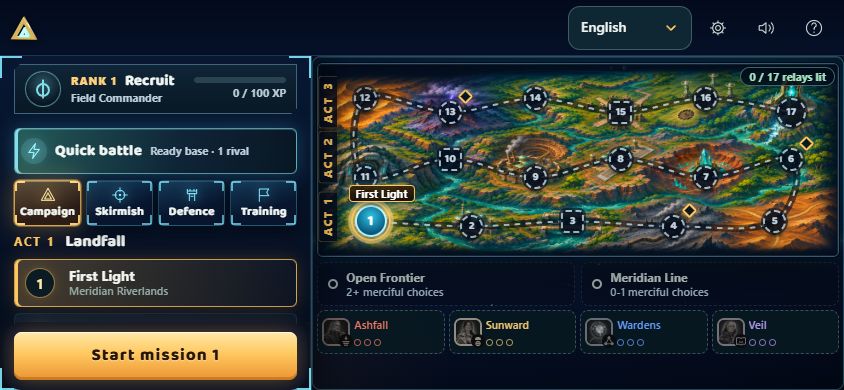 English
RANK 1 Recruit
Field Commander
0 / 100 XP
Quick battle Ready base · 1 rival
Campaign
Skirmish
Defence
Training
ACT 1 Landfall
1
First Light
Meridian Riverlands
Start mission 1
0 / 17 relays lit
ACT 3
12
13
14
15
16
17
ACT 2
11
10
9
8
7
6
ACT 1
First Light
1
2
3
4
5
Open Frontier
2+ merciful choices
Meridian Line
0-1 merciful choices
Ashfall
Sunward
Wardens
Veil